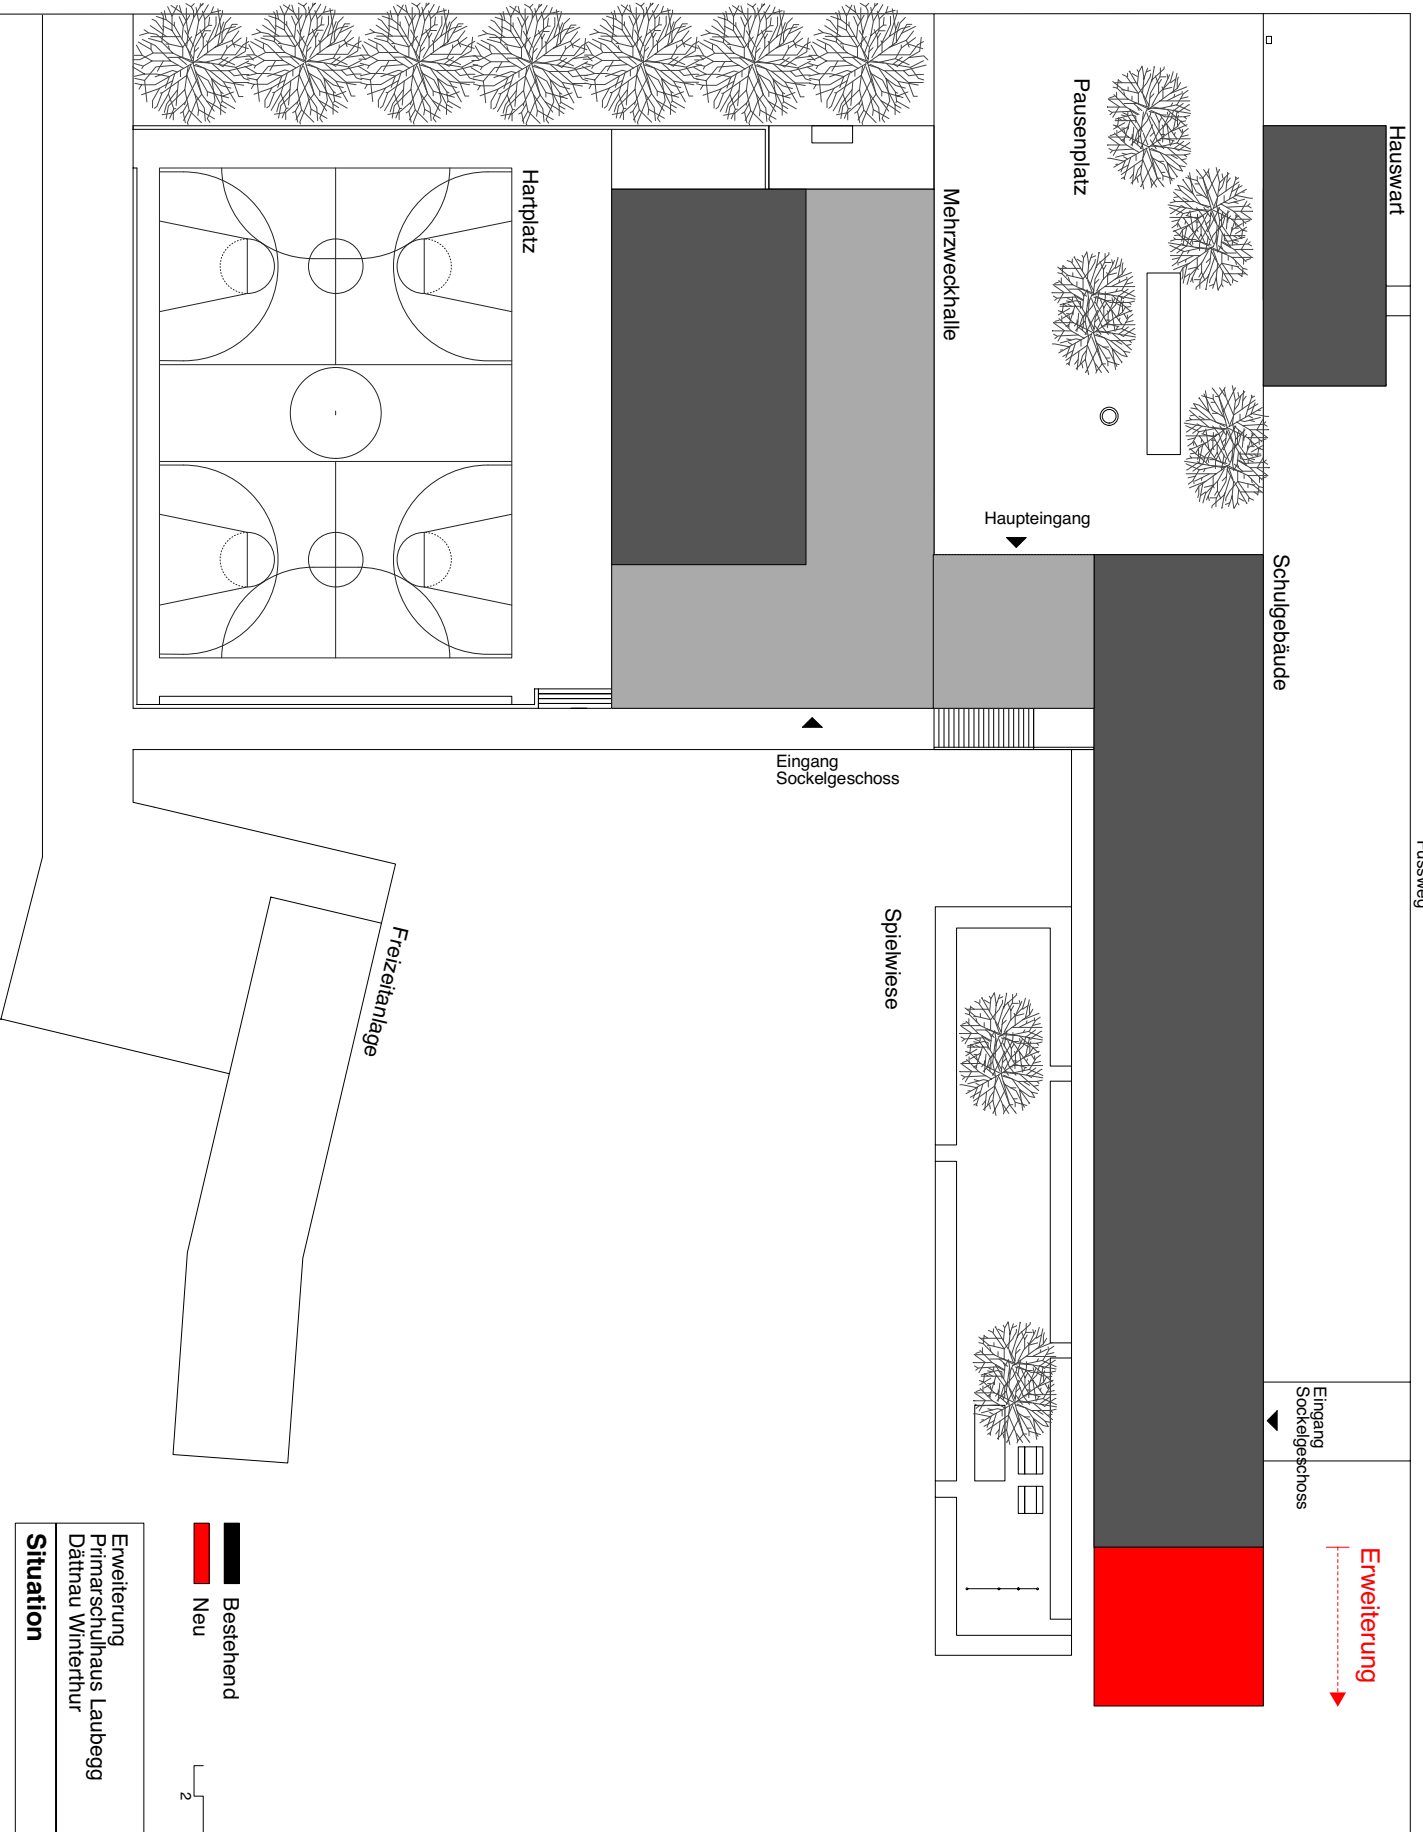 Hauswart
Pausenplatz
Hartplatz
Mehrzweckhalle
Haupteingang
Schulgebäude
Eingang
Sockelgeschoss
Fussweg
Spielwiese
Freizeitanlage
Eingang
Sockelgeschoss
Erweiterung
Bestehend
Neu
Erweiterung
Primarschulhaus Laubegg
Dättnau Winterthur
Situation
2